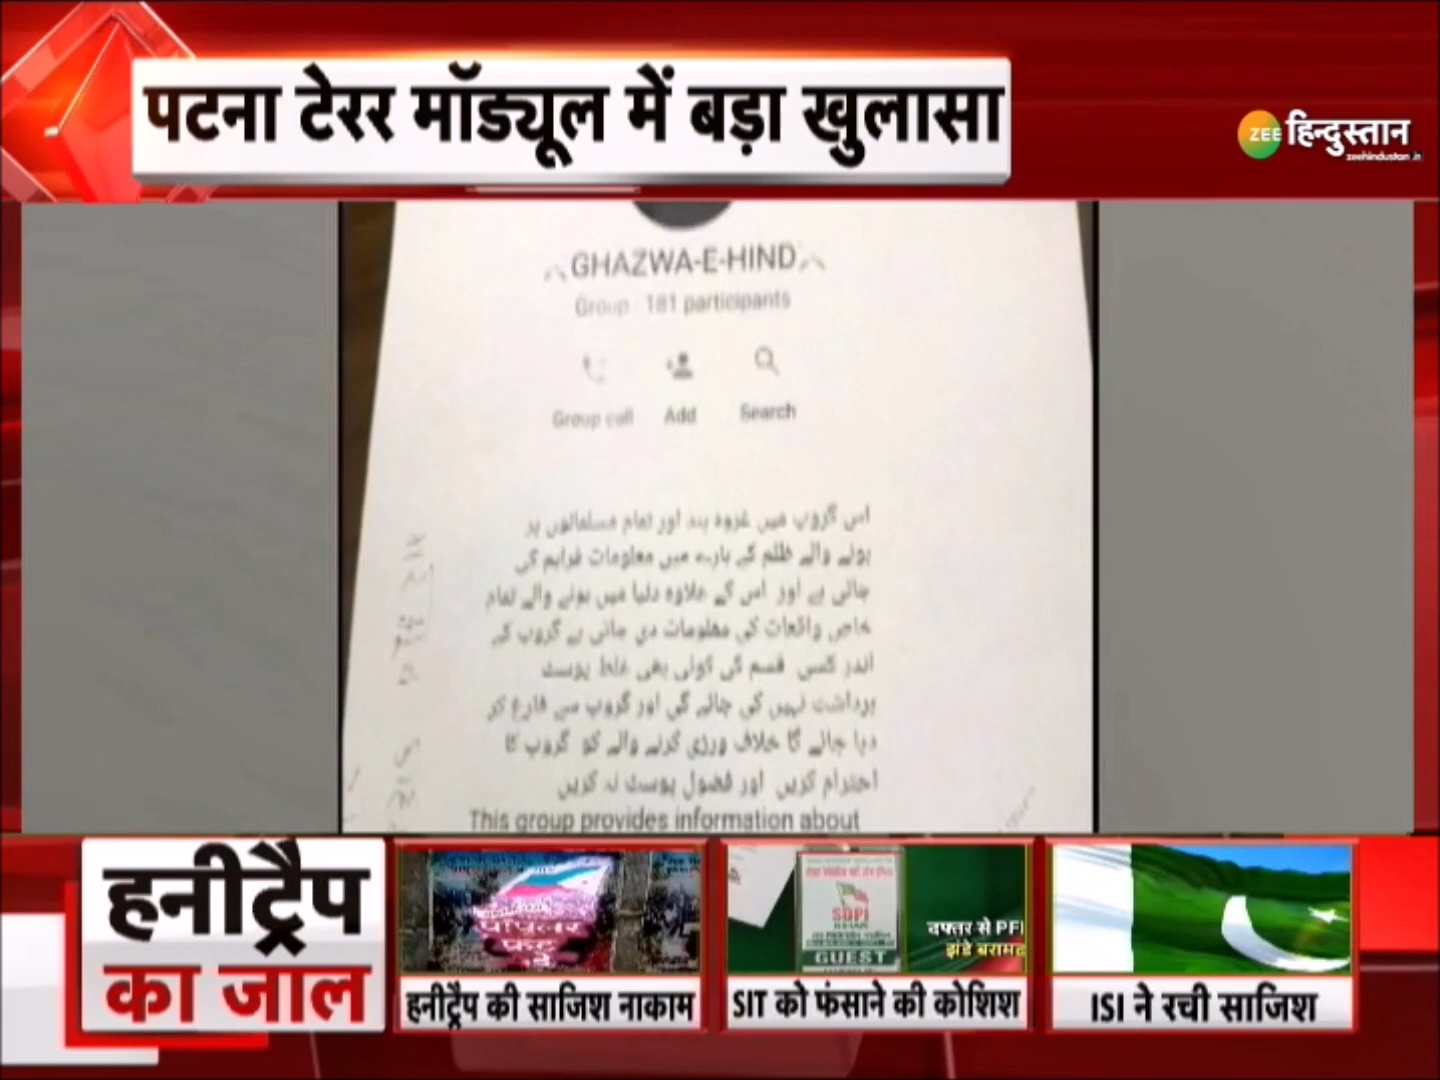 पटना टेरर मॉड्यूल में बड़ा खुलासा
ZEE हिन्दुस्तान
zeehindustan.in
GHAZWA-E-HIND
Group 181 participants
Group call Add Search
اس گروپ میں غزوہ ہند اور تمام مسلمانوں پر
ہونے والے ظلم کے بارے میں معلومات فراہم کی
جاتی ہے اور اس کے علاوہ دنیا میں ہونے والے تمام
خاص واقعات کی معلومات دی جاتی ہے گروپ کے
اندر کسی قسم کی کوئی بھی غلط پوسٹ
برداشت نہیں کی جائے گی اور گروپ سے فارغ کر
دیا جائے گا خلاف ورزی کرنے والے کو گروپ کا
احترام کریں اور فضول پوسٹ نہ کریں
This group provides information about
हनीट्रैप
का जाल
पॉपुलर
फ्रंट
SDPI
BIHAR
GUEST
दफ्तर से PFI
झंडे बरामद
हनीट्रैप की साजिश नाकाम
SIT को फंसाने की कोशिश
ISI ने रची साजिश